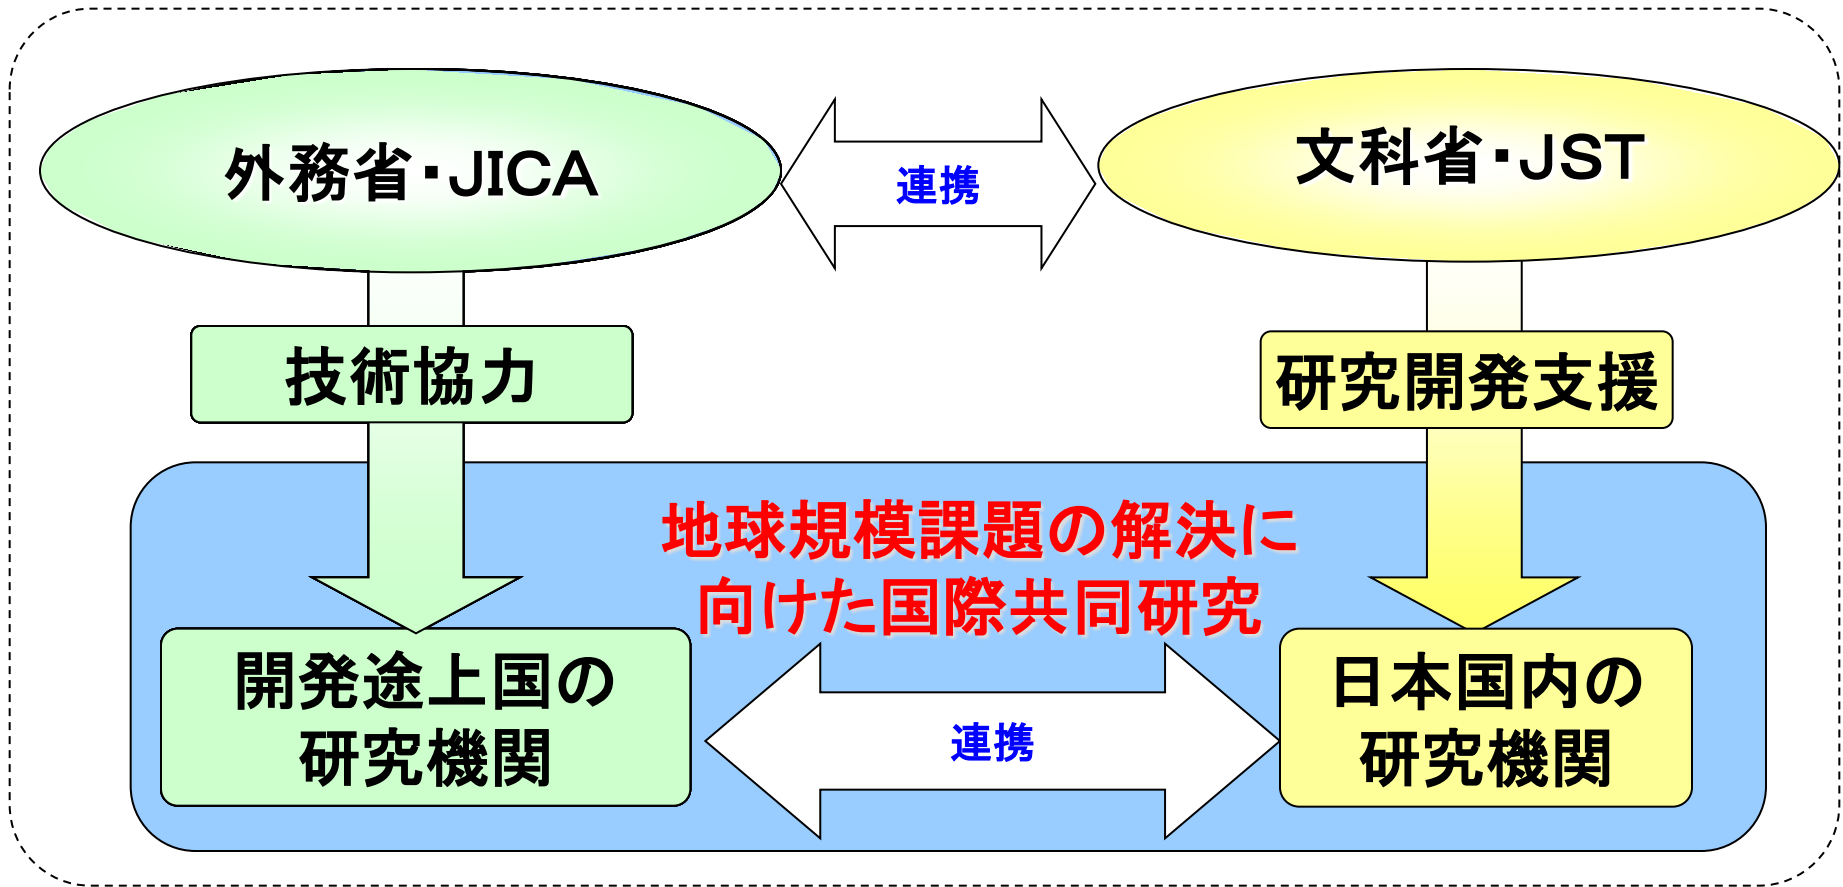 外務省・JICA
連携
文科省・JST
技術協力
研究開発支援
地球規模課題の解決に
向けた国際共同研究
開発途上国の
研究機関
連携
日本国内の
研究機関